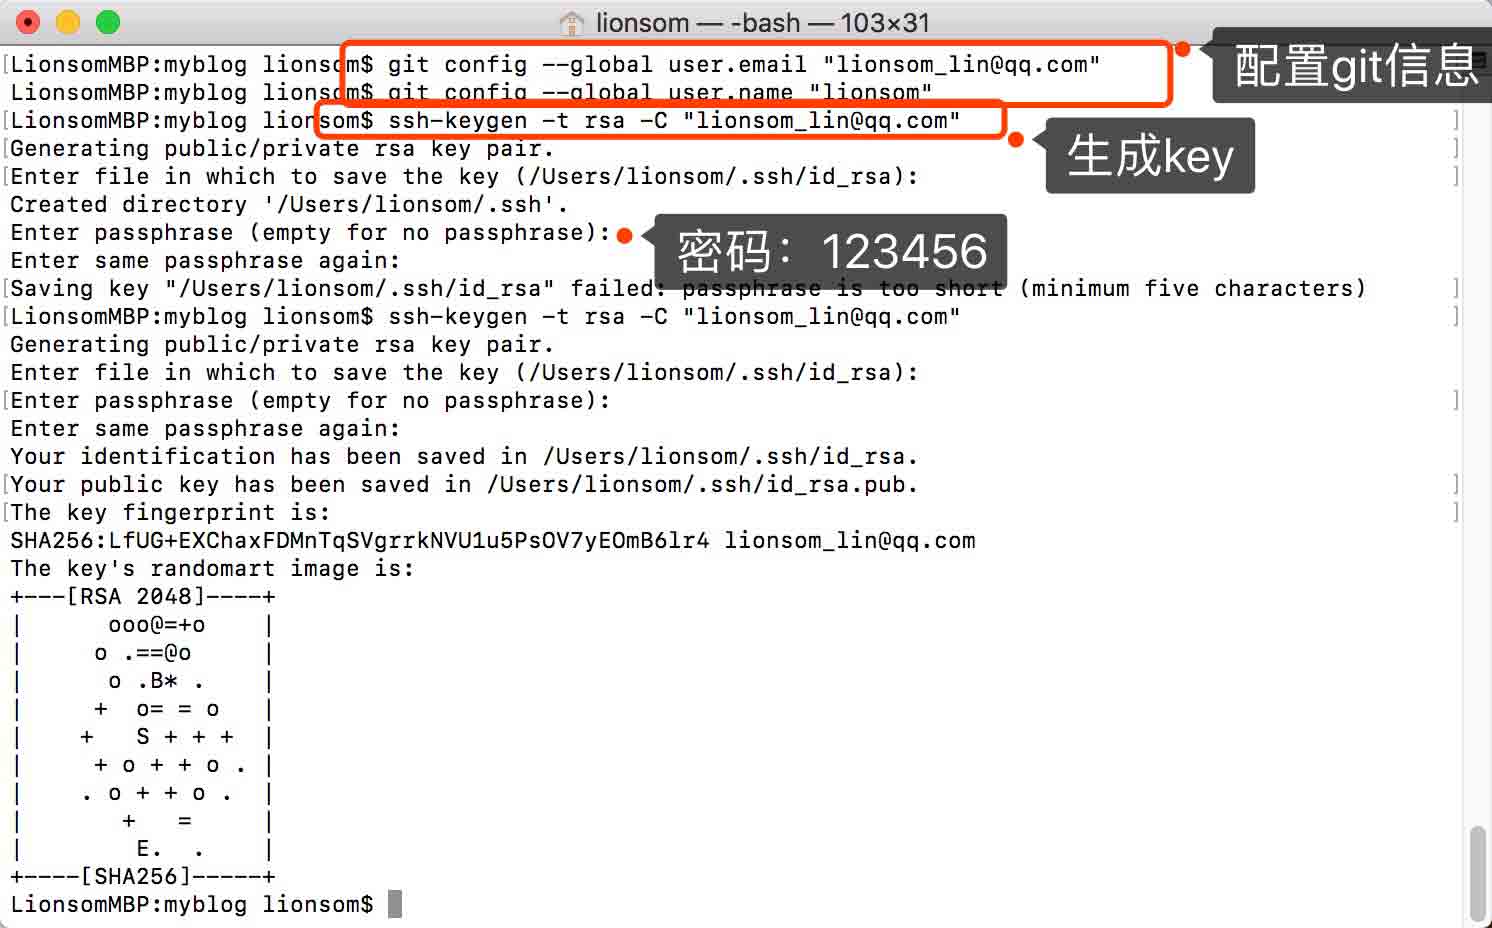 lionsom — -bash — 103×31
LionsomMBP:myblog lionsom$ git config --global user.email "lionsom_lin@qq.com"
配置git信息
LionsomMBP:myblog lionsom$ git config --global user.name "lionsom"
LionsomMBP:myblog lionsom$ ssh-keygen -t rsa -C "lionsom_lin@qq.com"
生成key
Generating public/private rsa key pair.
Enter file in which to save the key (/Users/lionsom/.ssh/id_rsa):
Created directory '/Users/lionsom/.ssh'.
Enter passphrase (empty for no passphrase):
密码：123456
Enter same passphrase again:
Saving key "/Users/lionsom/.ssh/id_rsa" failed: passphrase is too short (minimum five characters)
LionsomMBP:myblog lionsom$ ssh-keygen -t rsa -C "lionsom_lin@qq.com"
Generating public/private rsa key pair.
Enter file in which to save the key (/Users/lionsom/.ssh/id_rsa):
Enter passphrase (empty for no passphrase):
Enter same passphrase again:
Your identification has been saved in /Users/lionsom/.ssh/id_rsa.
Your public key has been saved in /Users/lionsom/.ssh/id_rsa.pub.
The key fingerprint is:
SHA256:LfUG+EXChaxFDMnTqSVgrrkNVU1u5PsOV7yEOmB6lr4 lionsom_lin@qq.com
The key's randomart image is:
+---[RSA 2048]----+
|      ooo@=+o    |
|     o .==@o     |
|      o .B* .    |
|     +  o= = o   |
|    +   S + + +  |
|     + o + + o . |
|    . o + + o .  |
|       +   =     |
|        E.  .    |
+----[SHA256]-----+
LionsomMBP:myblog lionsom$